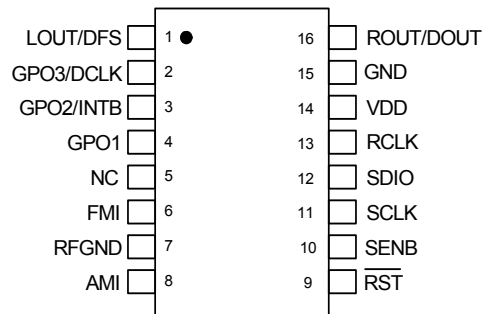 LOUT/DFS 1 16 ROUT/DOUT
GPO3/DCLK 2 15 GND
GPO2/INTB 3 14 VDD
GPO1 4 13 RCLK
NC 5 12 SDIO
FMI 6 11 SCLK
RFGND 7 10 SENB
AMI 8 9 RST